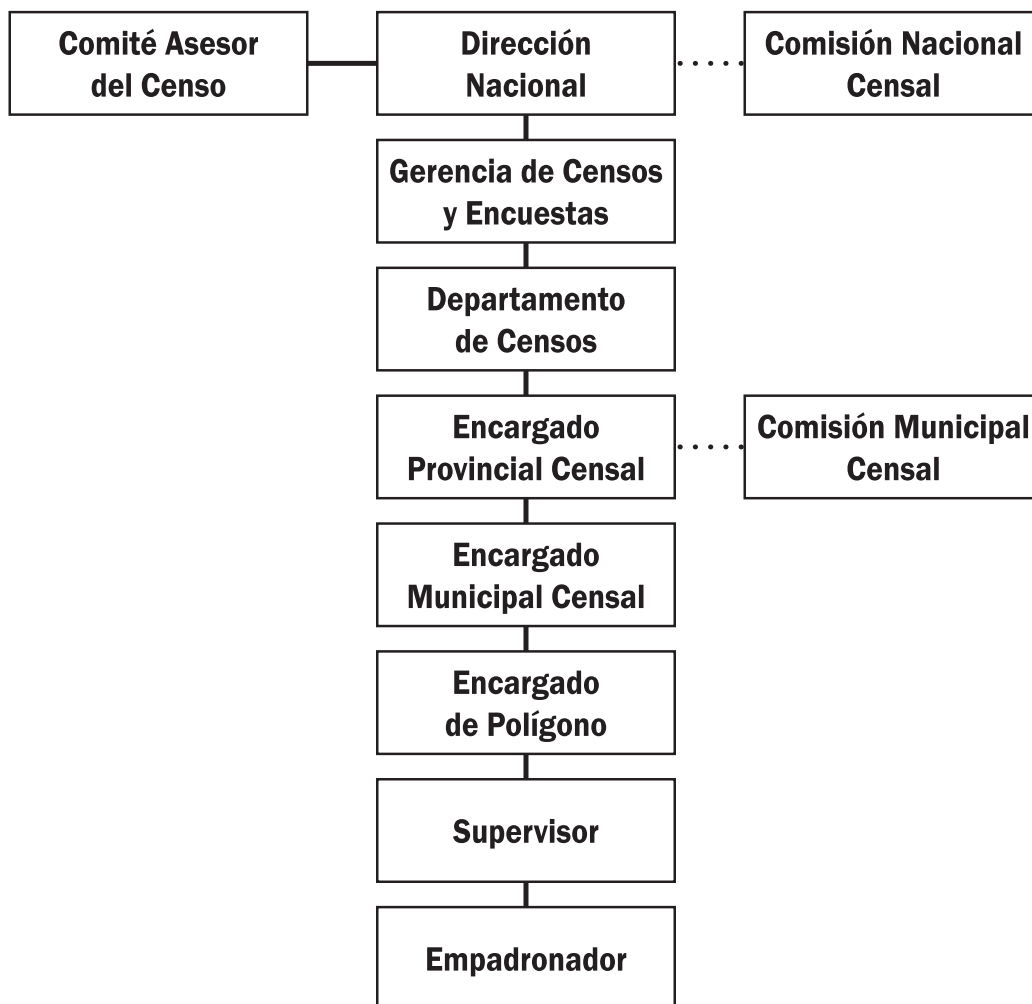 Comité Asesor
del Censo
Dirección
Nacional
Comisión Nacional
Censal
Gerencia de Censos
y Encuestas
Departamento
de Censos
Encargado
Provincial Censal
Comisión Municipal
Censal
Encargado
Municipal Censal
Encargado
de Polígono
Supervisor
Empadronador